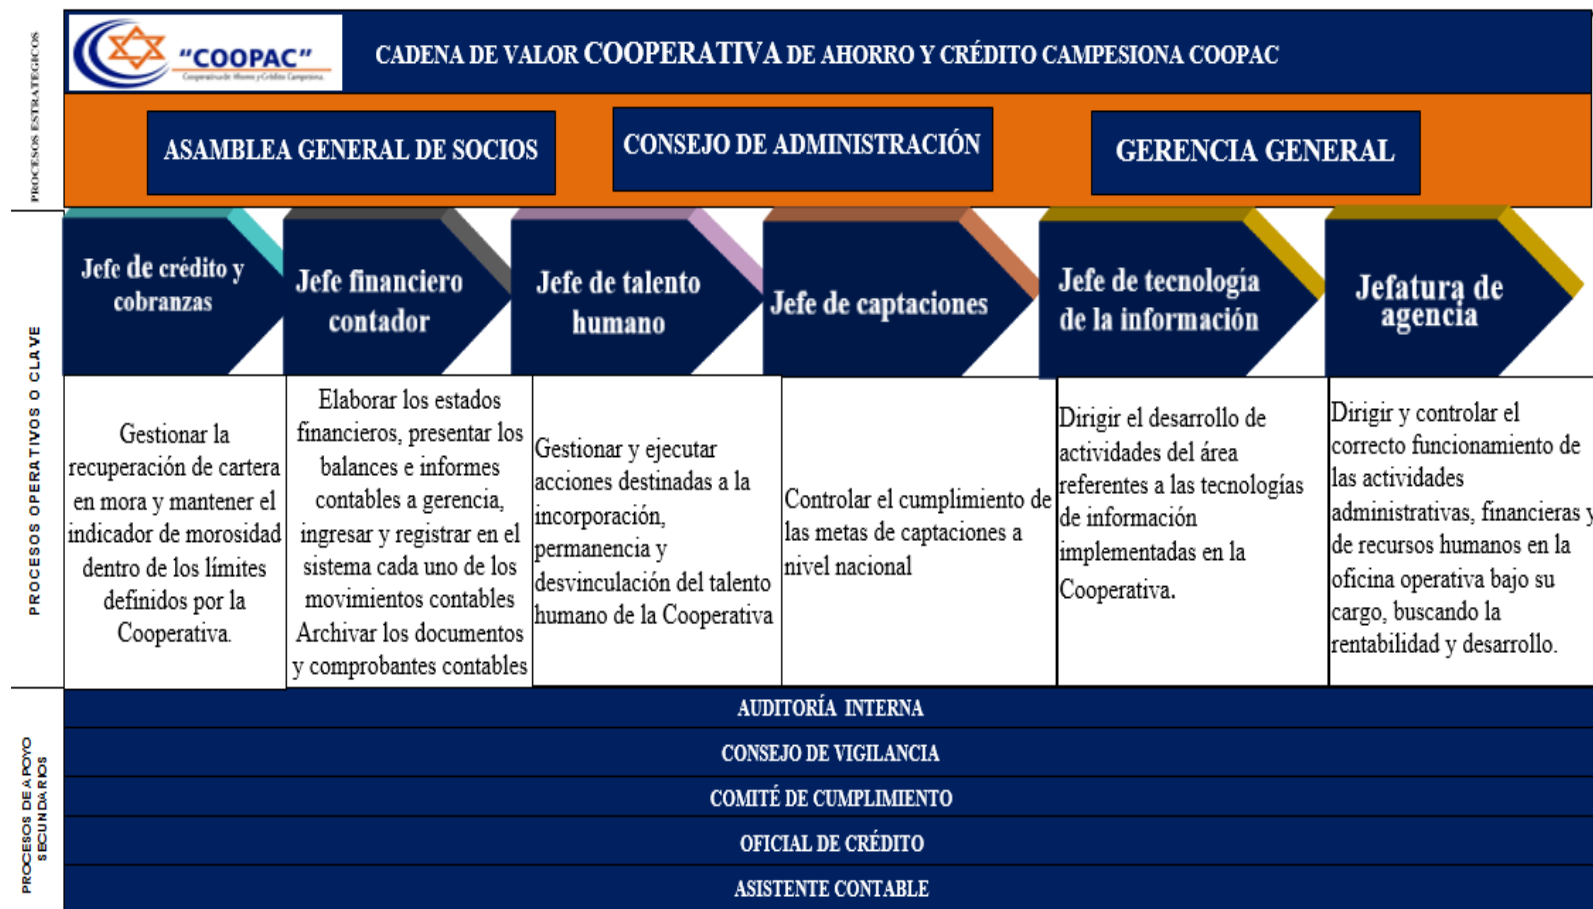 PROCESOS ESTRATEGICOS
"COOPAC"
Cooperativa de Ahorro y Crédito Campesina.
CADENA DE VALOR COOPERATIVA DE AHORRO Y CRÉDITO CAMPESIONA COOPAC
ASAMBLEA GENERAL DE SOCIOS
CONSEJO DE ADMINISTRACIÓN
GERENCIA GENERAL
PROCESOS OPERATIVOS O CLAVE
Jefe de crédito y
cobranzas
Jefe financiero
contador
Jefe de talento
humano
Jefe de captaciones
Jefe de tecnología
de la información
Jefatura de
agencia
Gestionar la
recuperación de cartera
en mora y mantener el
indicador de morosidad
dentro de los límites
definidos por la
Cooperativa.
Elaborar los estados
financieros, presentar los
balances e informes
contables a gerencia,
ingresar y registrar en el
sistema cada uno de los
movimientos contables
Archivar los documentos
y comprobantes contables
Gestionar y ejecutar
acciones destinadas a la
incorporación,
permanencia y
desvinculación del talento
humano de la Cooperativa
Controlar el cumplimiento de
las metas de captaciones a
nivel nacional
Dirigir el desarrollo de
actividades del área
referentes a las tecnologías
de información
implementadas en la
Cooperativa.
Dirigir y controlar el
correcto funcionamiento de
las actividades
administrativas, financieras y
de recursos humanos en la
oficina operativa bajo su
cargo, buscando la
rentabilidad y desarrollo.
PROCESOS DE APOYO
SECUNDARIOS
AUDITORÍA INTERNA
CONSEJO DE VIGILANCIA
COMITÉ DE CUMPLIMIENTO
OFICIAL DE CRÉDITO
ASISTENTE CONTABLE